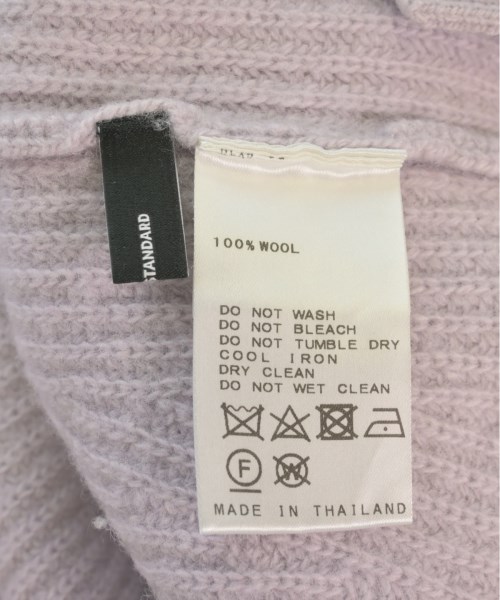 STANDARD
100% WOOL
DO NOT WASH
DO NOT BLEACH
DO NOT TUMBLE DRY
COOL IRON
DRY CLEAN
DO NOT WET CLEAN
F W
MADE IN THAILAND